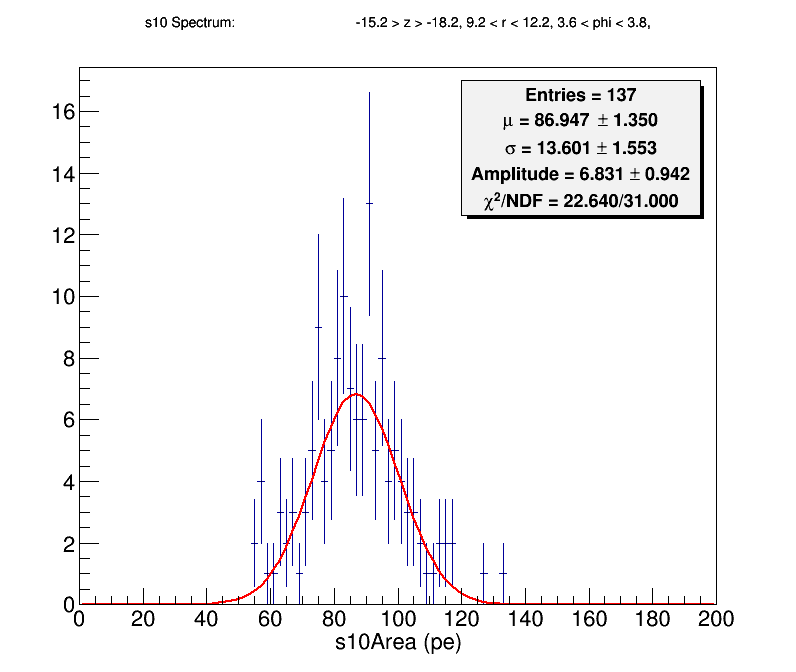 s10 Spectrum: -15.2 > z > -18.2, 9.2 < r < 12.2, 3.6 < phi < 3.8,
Entries = 137
μ = 86.947 ± 1.350
σ = 13.601 ± 1.553
Amplitude = 6.831 ± 0.942
χ²/NDF = 22.640/31.000
16
14
12
10
8
6
4
2
0
0 20 40 60 80 100 120 140 160 180 200
s10Area (pe)